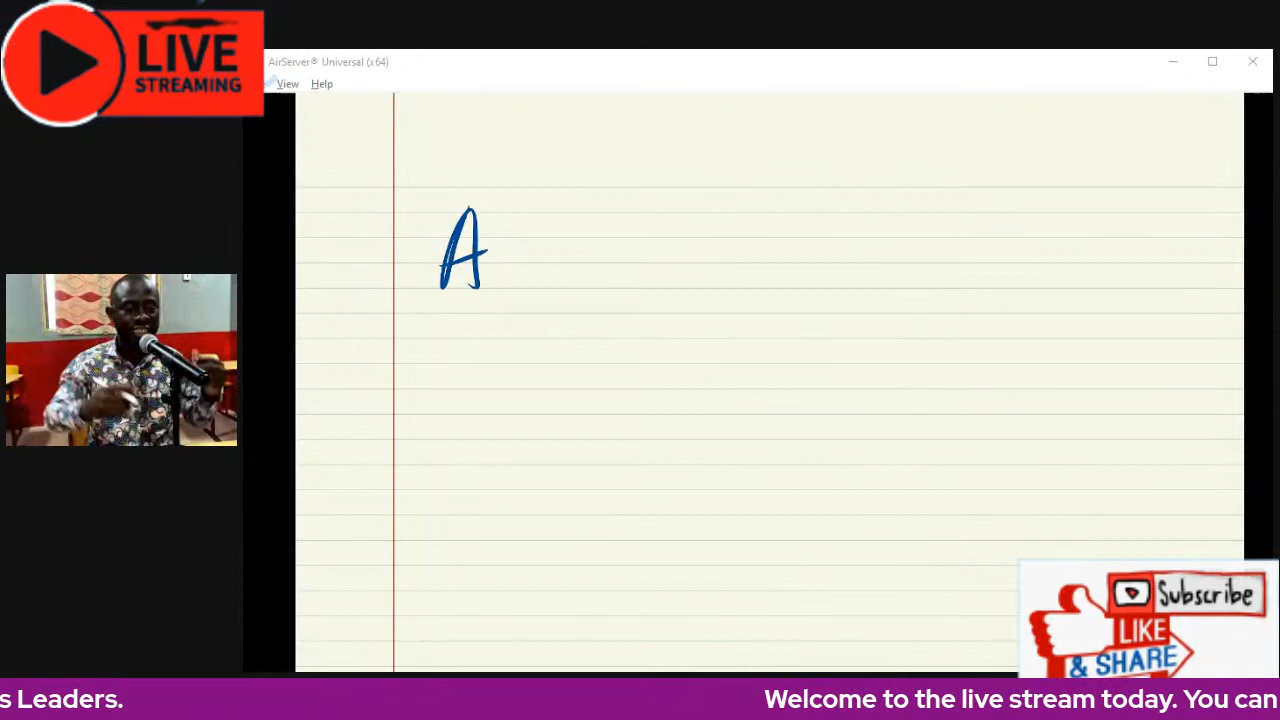 LIVE
STREAMING
AirServer® Universal (x64)
View
Help
A
Subscribe
LIKE
& SHARE
s Leaders.
Welcome to the live stream today. You can